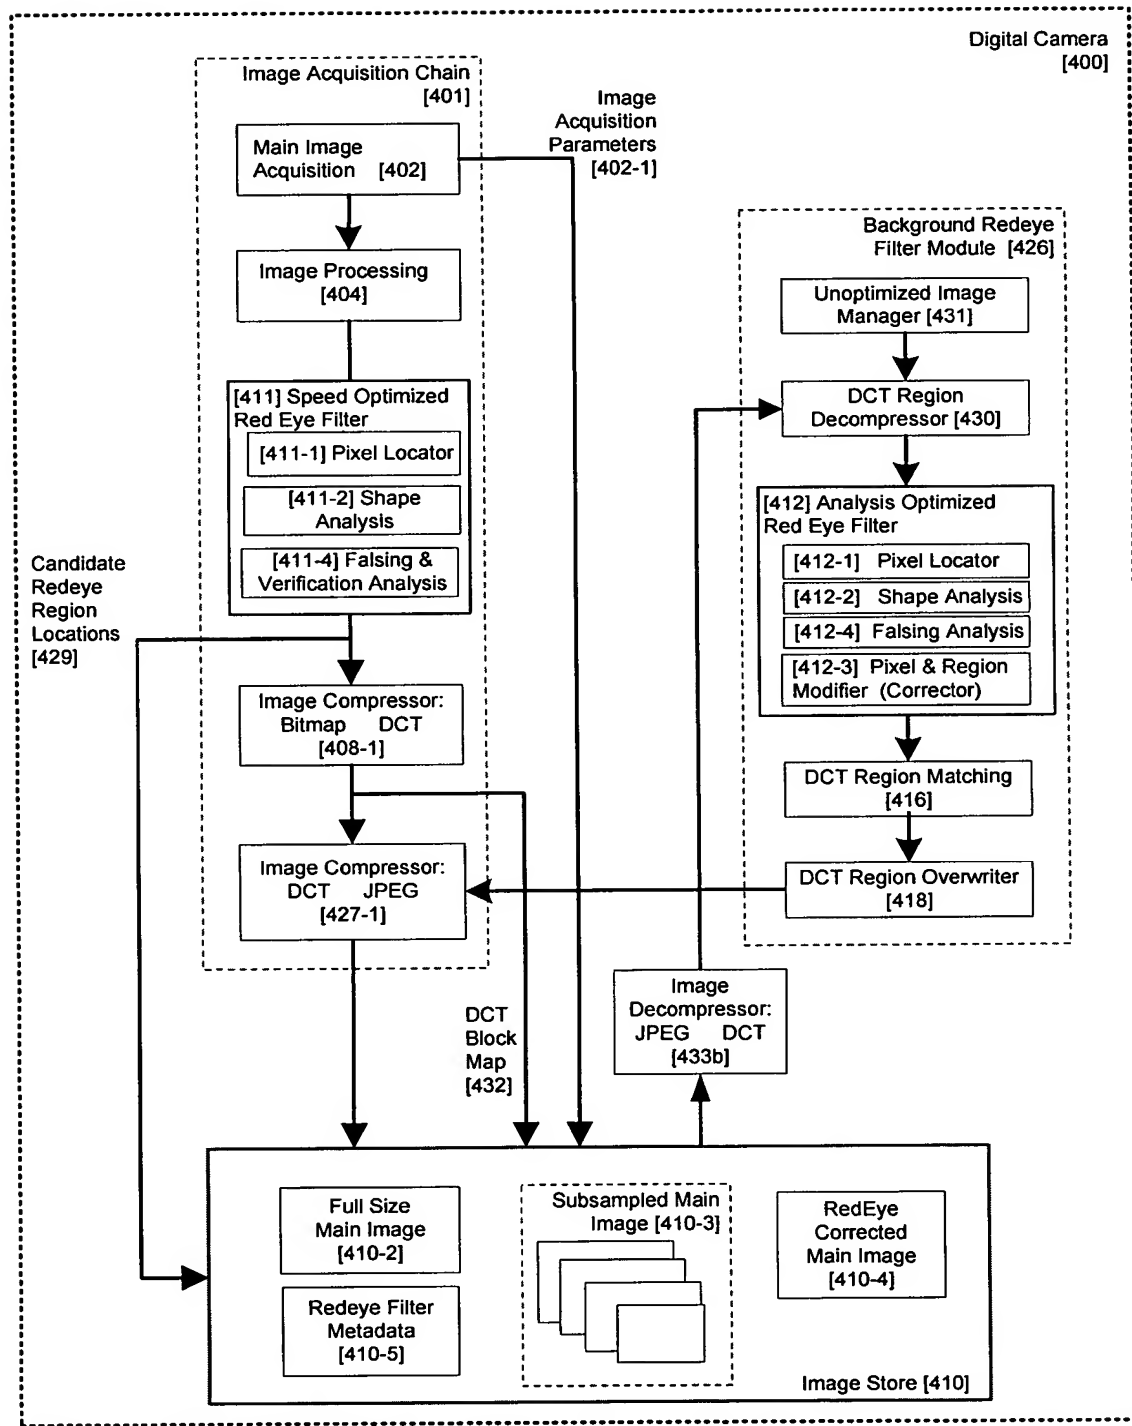 Digital Camera
[400]
Image Acquisition Chain
[401]
Image
Acquisition
Parameters
[402-1]
Main Image
Acquisition [402]
Image Processing
[404]
[411] Speed Optimized
Red Eye Filter
[411-1] Pixel Locator
[411-2] Shape
Analysis
[411-4] Falsing &
Verification Analysis
Candidate
Redeye
Region
Locations
[429]
Image Compressor:
Bitmap DCT
[408-1]
Image Compressor:
DCT JPEG
[427-1]
DCT
Block
Map
[432]
Background Redeye
Filter Module [426]
Unoptimized Image
Manager [431]
DCT Region
Decompressor [430]
[412] Analysis Optimized
Red Eye Filter
[412-1] Pixel Locator
[412-2] Shape Analysis
[412-4] Falsing Analysis
[412-3] Pixel & Region
Modifier (Corrector)
DCT Region Matching
[416]
DCT Region Overwriter
[418]
Image
Decompressor:
JPEG DCT
[433b]
Full Size
Main Image
[410-2]
Redeye Filter
Metadata
[410-5]
Subsampled Main
Image [410-3]
RedEye
Corrected
Main Image
[410-4]
Image Store [410]